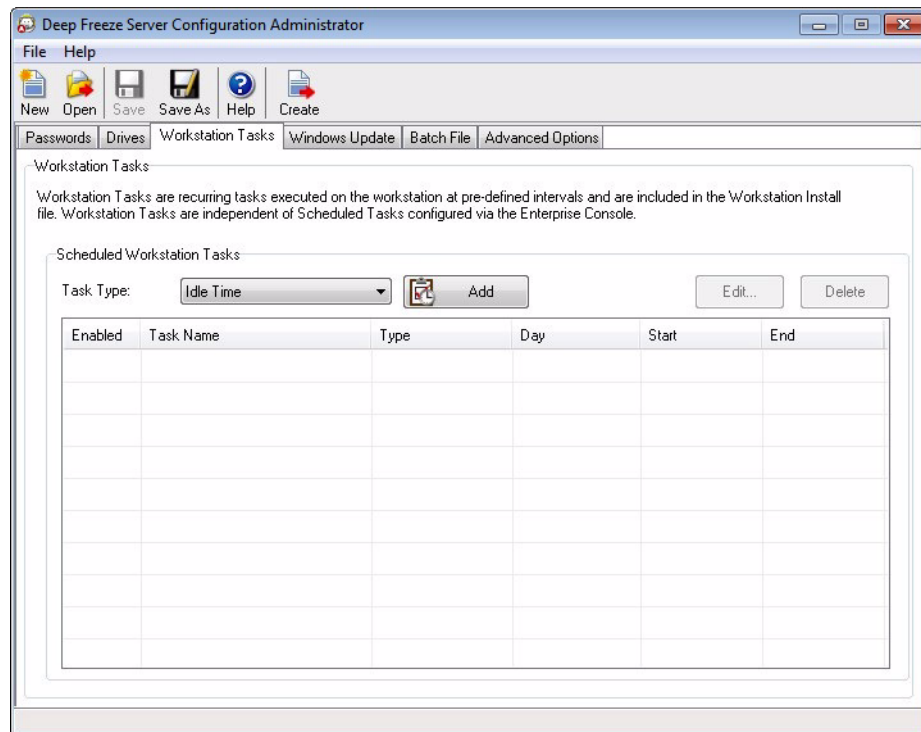 Deep Freeze Server Configuration Administrator
File Help
New Open Save Save As Help Create
Passwords Drives Workstation Tasks Windows Update Batch File Advanced Options
Workstation Tasks
Workstation Tasks are recurring tasks executed on the workstation at pre-defined intervals and are included in the Workstation Install
file. Workstation Tasks are independent of Scheduled Tasks configured via the Enterprise Console.
Scheduled Workstation Tasks
Task Type: Idle Time Add Edit... Delete
Enabled Task Name Type Day Start End